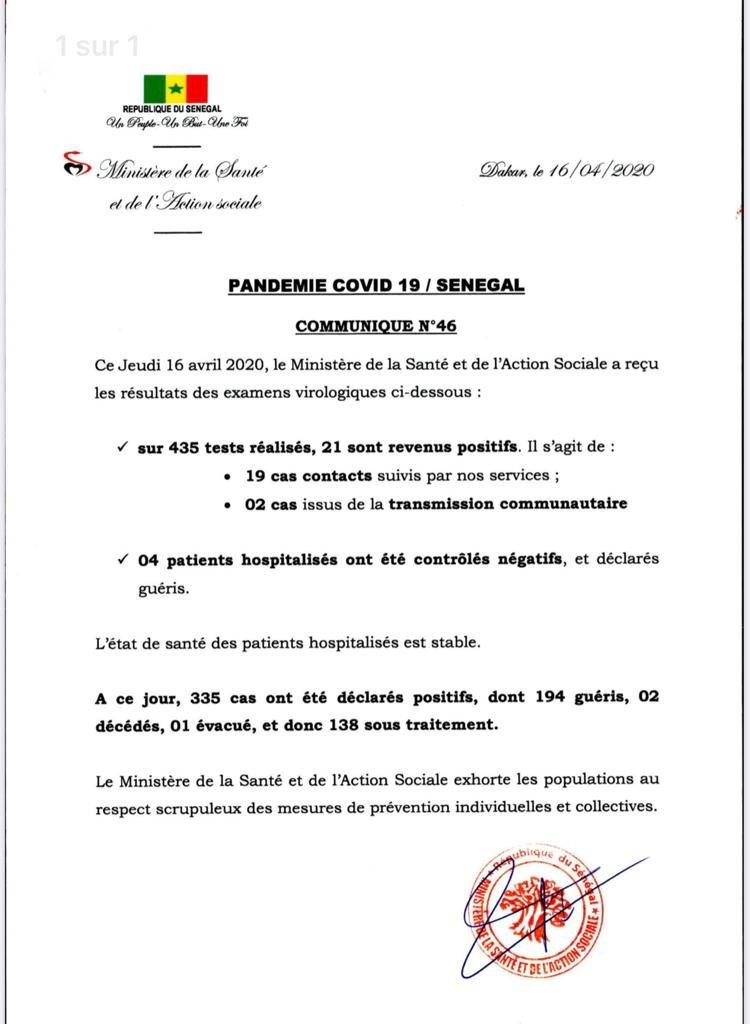 1 sur 1
REPUBLIQUE DU SENEGAL
Un Peuple - Un But - Une Foi
Ministère de la Santé
et de l'Action sociale
Dakar, le 16/04/2020
PANDEMIE COVID 19 / SENEGAL
COMMUNIQUE N°46
Ce Jeudi 16 avril 2020, le Ministère de la Santé et de l'Action Sociale a reçu
les résultats des examens virologiques ci-dessous :
✓ sur 435 tests réalisés, 21 sont revenus positifs. Il s'agit de :
• 19 cas contacts suivis par nos services ;
• 02 cas issus de la transmission communautaire
✓ 04 patients hospitalisés ont été contrôlés négatifs, et déclarés
guéris.
L'état de santé des patients hospitalisés est stable.
A ce jour, 335 cas ont été déclarés positifs, dont 194 guéris, 02
décédés, 01 évacué, et donc 138 sous traitement.
Le Ministère de la Santé et de l'Action Sociale exhorte les populations au
respect scrupuleux des mesures de prévention individuelles et collectives.
République du Sénégal
MINISTERE DE LA SANTÉ ET DE L'ACTION SOCIALE